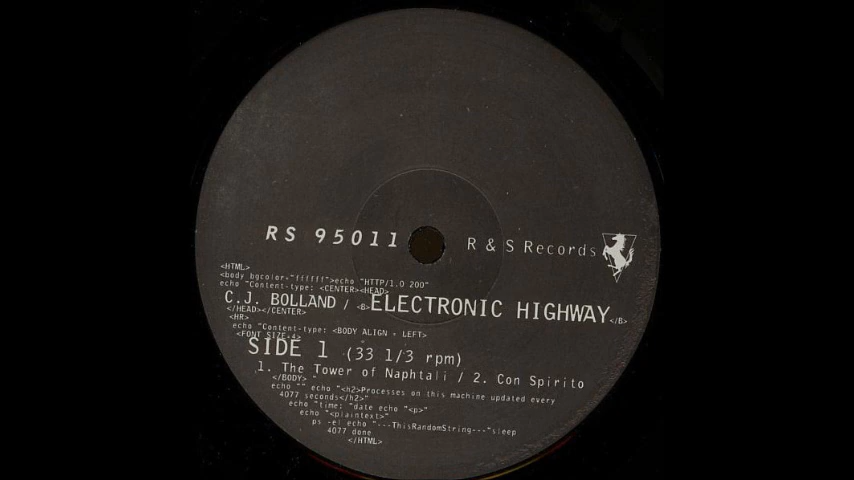 RS 95011
R & S Records
<HTML>
<body bgcolor="ffffff">echo "HTTP/1.0 200"
echo "Content-type: <CENTER><HEAD>
C.J. BOLLAND / <B>ELECTRONIC HIGHWAY</B>
</HEAD></CENTER>
<HR>
echo "Content-type: <BODY ALIGN = LEFT>
<FONT SIZE=4>
SIDE 1 (33 1/3 rpm)
1. The Tower of Naphtali / 2. Con Spirito
</BODY> "
echo "" echo "<h2>Processes on this machine updated every
4077 seconds</h2>"
echo "time: "date echo "<p>"
echo "<plaintext>"
ps -el echo "---ThisRandomString---"sleep
4077 done
</HTML>